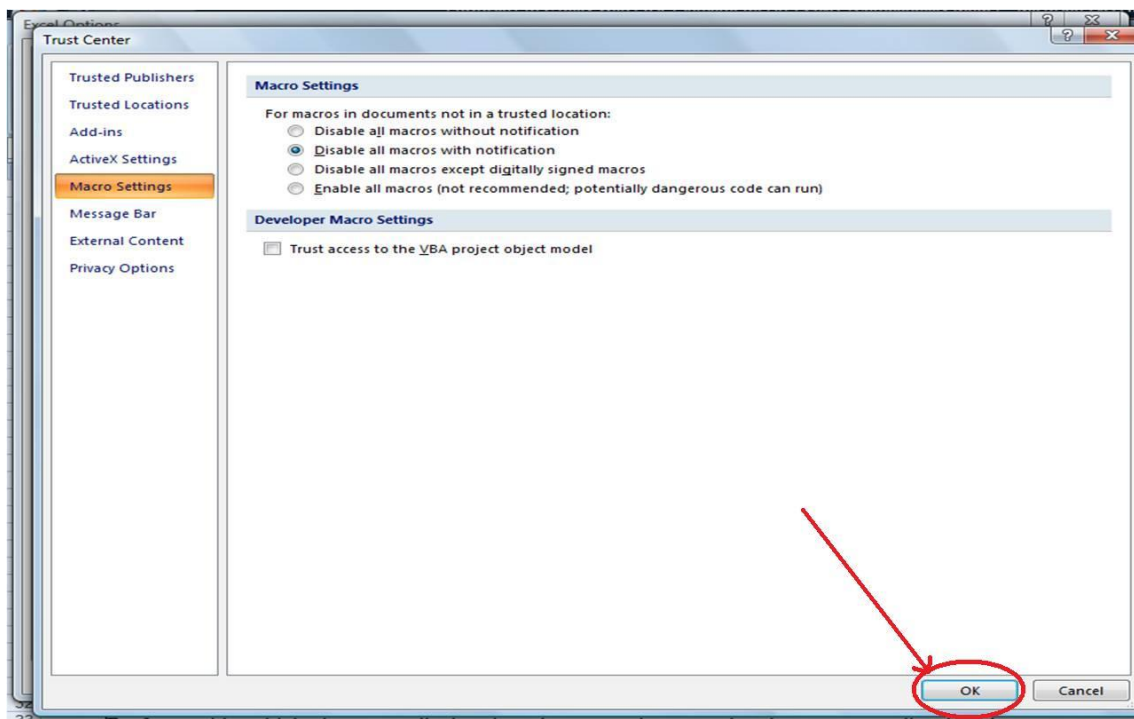 Excel Options
Trust Center
Trusted Publishers
Trusted Locations
Add-ins
ActiveX Settings
Macro Settings
Message Bar
External Content
Privacy Options
Macro Settings
For macros in documents not in a trusted location:
Disable all macros without notification
Disable all macros with notification
Disable all macros except digitally signed macros
Enable all macros (not recommended; potentially dangerous code can run)
Developer Macro Settings
Trust access to the VBA project object model
OK
Cancel